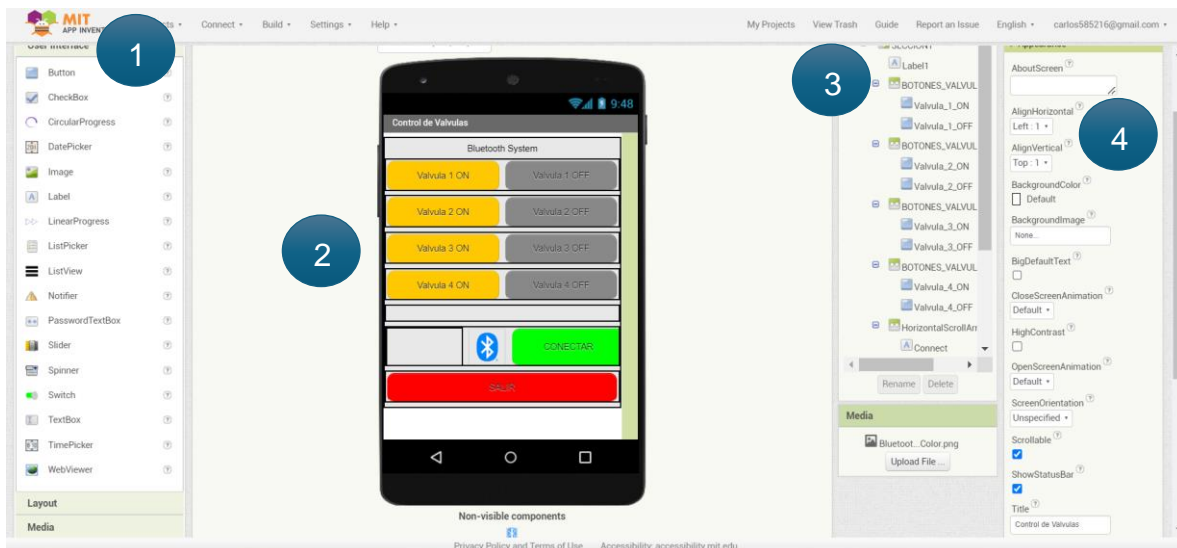 MIT
APP INVEN
ts
Connect
Build
Settings
Help
My Projects
View Trash
Guide
Report an Issue
English
carlos585216@gmail.com
1
User Interface
Button
CheckBox
CircularProgress
DatePicker
Image
Label
LinearProgress
ListPicker
ListView
Notifier
PasswordTextBox
Slider
Spinner
Switch
TextBox
TimePicker
WebViewer
Layout
Media
2
9:48
Control de Valvulas
Bluetooth System
Valvula 1 ON
Valvula 1 OFF
Valvula 2 ON
Valvula 2 OFF
Valvula 3 ON
Valvula 3 OFF
Valvula 4 ON
Valvula 4 OFF
CONECTAR
SALIR
Non-visible components
Privacy Policy and Terms of Use
Accessibility: accessibility.mit.edu
3
SECCION1
Label1
BOTONES_VALVUL
Valvula_1_ON
Valvula_1_OFF
BOTONES_VALVUL
Valvula_2_ON
Valvula_2_OFF
BOTONES_VALVUL
Valvula_3_ON
Valvula_3_OFF
BOTONES_VALVUL
Valvula_4_ON
Valvula_4_OFF
HorizontalScrollArr
Connect
Rename
Delete
Media
Bluetoot...Color.png
Upload File ...
4
Appearance
AboutScreen
AlignHorizontal
Left : 1
AlignVertical
Top : 1
BackgroundColor
Default
BackgroundImage
None...
BigDefaultText
CloseScreenAnimation
Default
HighContrast
OpenScreenAnimation
Default
ScreenOrientation
Unspecified
Scrollable
ShowStatusBar
Title
Control de Valvulas